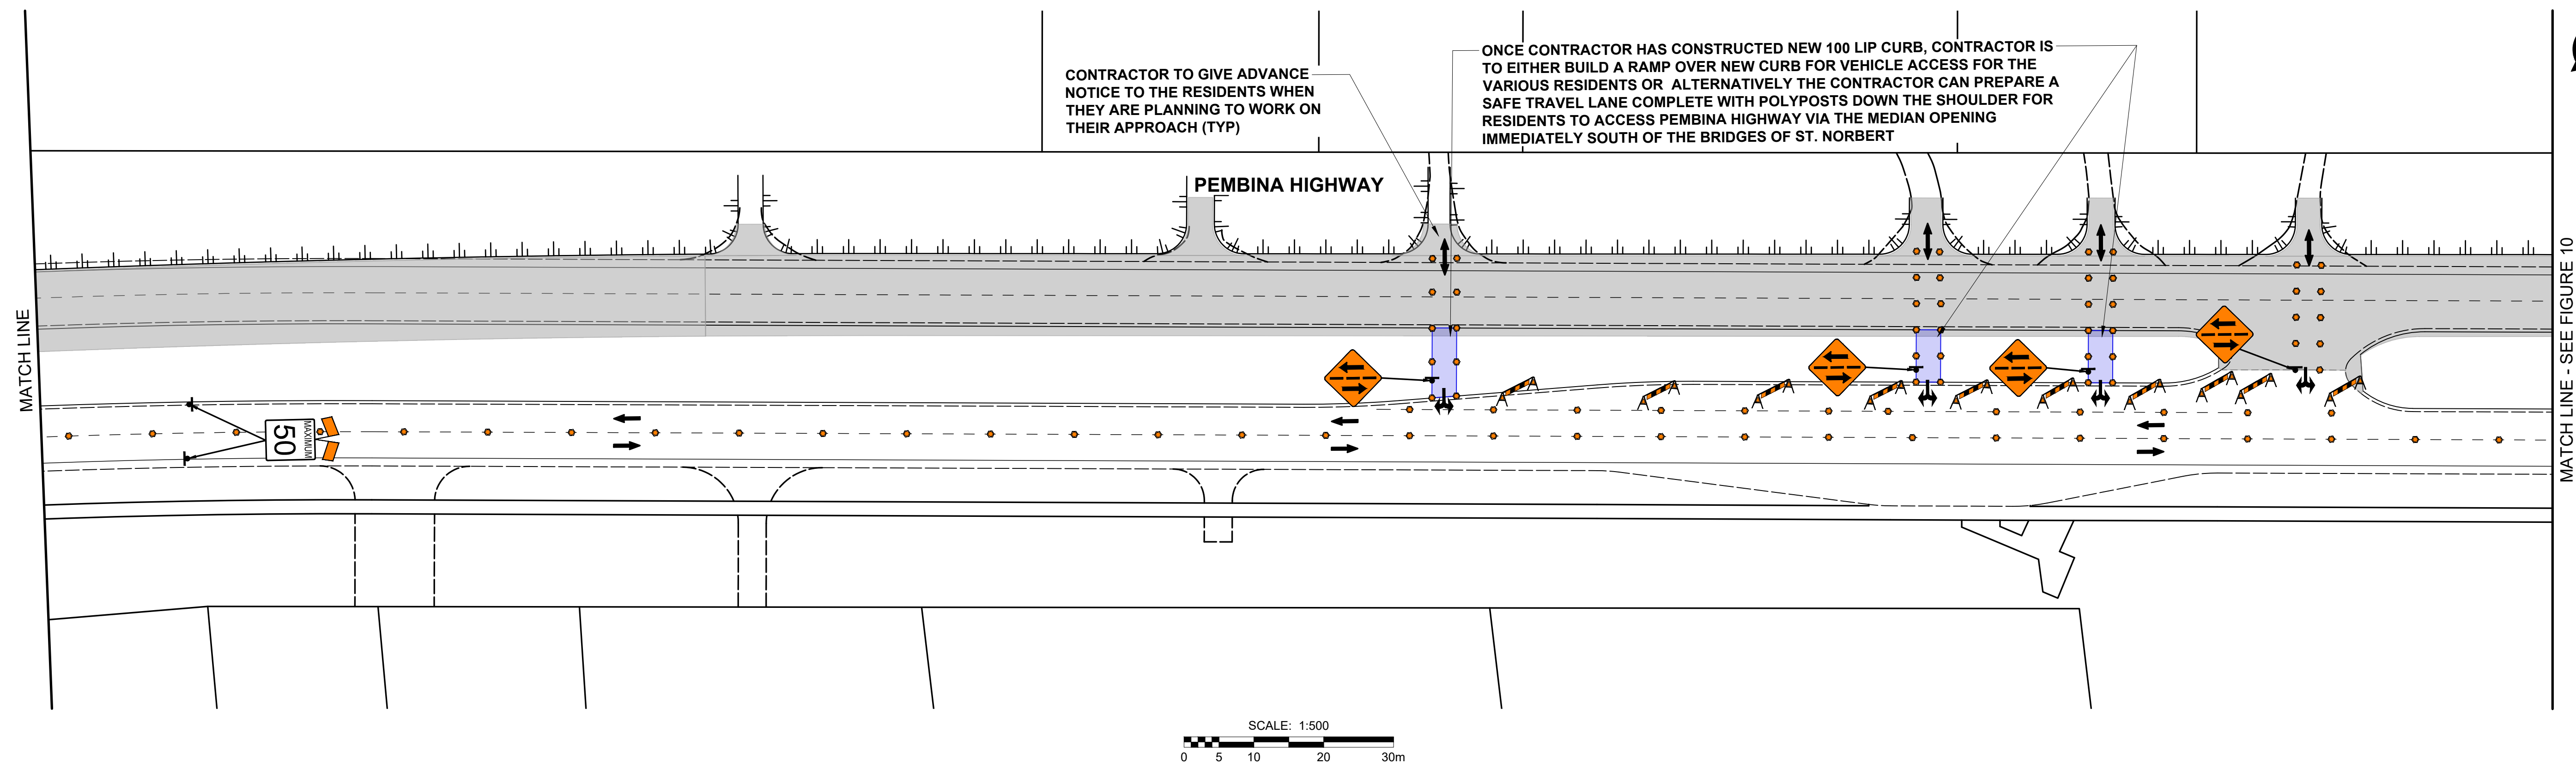 CONTRACTOR TO GIVE ADVANCE
NOTICE TO THE RESIDENTS WHEN
THEY ARE PLANNING TO WORK ON
THEIR APPROACH (TYP)
ONCE CONTRACTOR HAS CONSTRUCTED NEW 100 LIP CURB, CONTRACTOR IS
TO EITHER BUILD A RAMP OVER NEW CURB FOR VEHICLE ACCESS FOR THE
VARIOUS RESIDENTS OR ALTERNATIVELY THE CONTRACTOR CAN PREPARE A
SAFE TRAVEL LANE COMPLETE WITH POLYPOSTS DOWN THE SHOULDER FOR
RESIDENTS TO ACCESS PEMBINA HIGHWAY VIA THE MEDIAN OPENING
IMMEDIATELY SOUTH OF THE BRIDGES OF ST. NORBERT
PEMBINA HIGHWAY
MATCH LINE
MAXIMUM
50
MATCH LINE - SEE FIGURE 10
SCALE: 1:500
0 5 10 20 30m